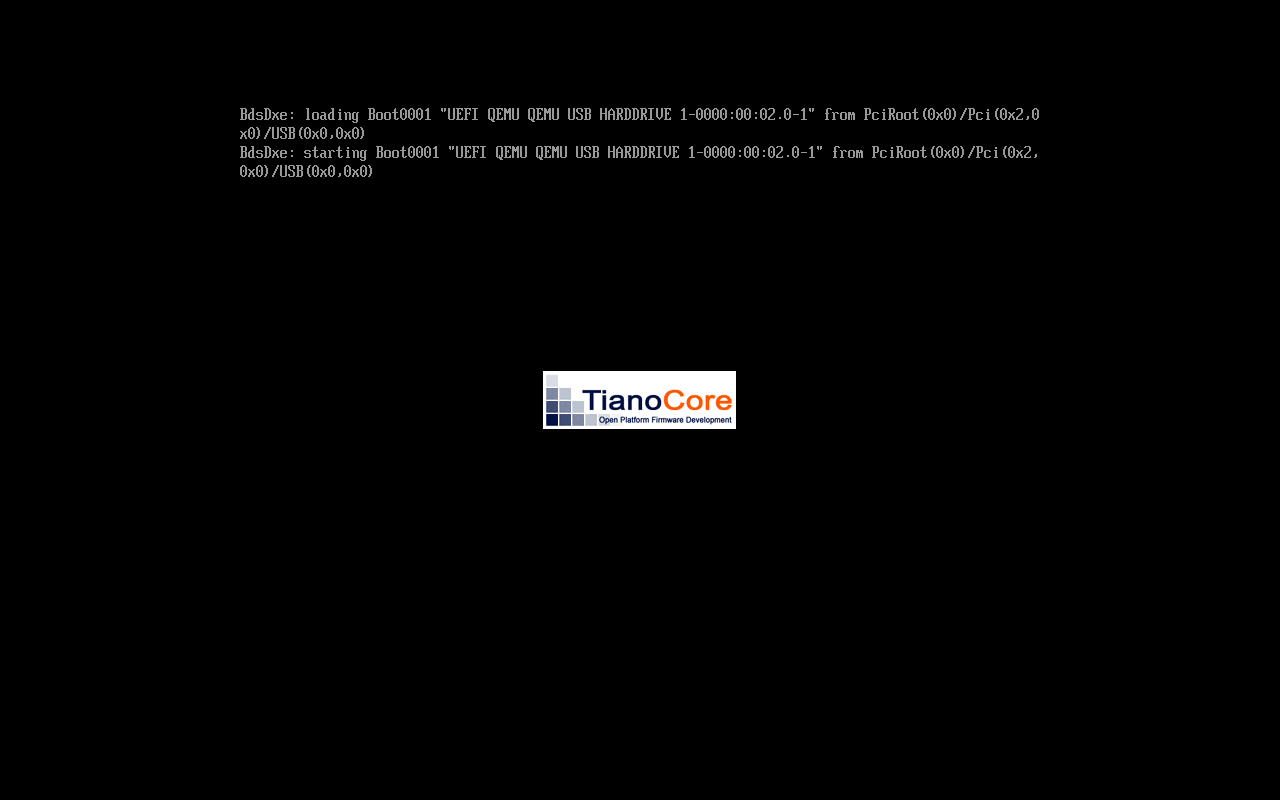 BdsDxe: loading Boot0001 "UEFI QEMU QEMU USB HARDDRIVE 1-0000:00:02.0-1" from PciRoot(0x0)/Pci(0x2,0
x0)/USB(0x0,0x0)
BdsDxe: starting Boot0001 "UEFI QEMU QEMU USB HARDDRIVE 1-0000:00:02.0-1" from PciRoot(0x0)/Pci(0x2,
0x0)/USB(0x0,0x0)
TianoCore
Open Platform Firmware Development